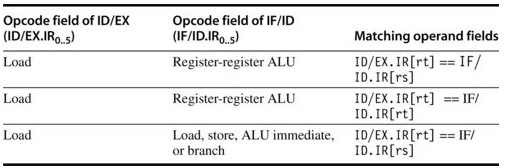 Opcode field of ID/EX Opcode field of IF/ID
(ID/EX.IR0..5) (IF/ID.IR0..5) Matching operand fields
Load Register-register ALU ID/EX.IR[rt] == IF/
ID.IR[rs]
Load Register-register ALU ID/EX.IR[rt] == IF/
ID.IR[rt]
Load Load, store, ALU immediate, ID/EX.IR[rt] == IF/
or branch ID.IR[rs]